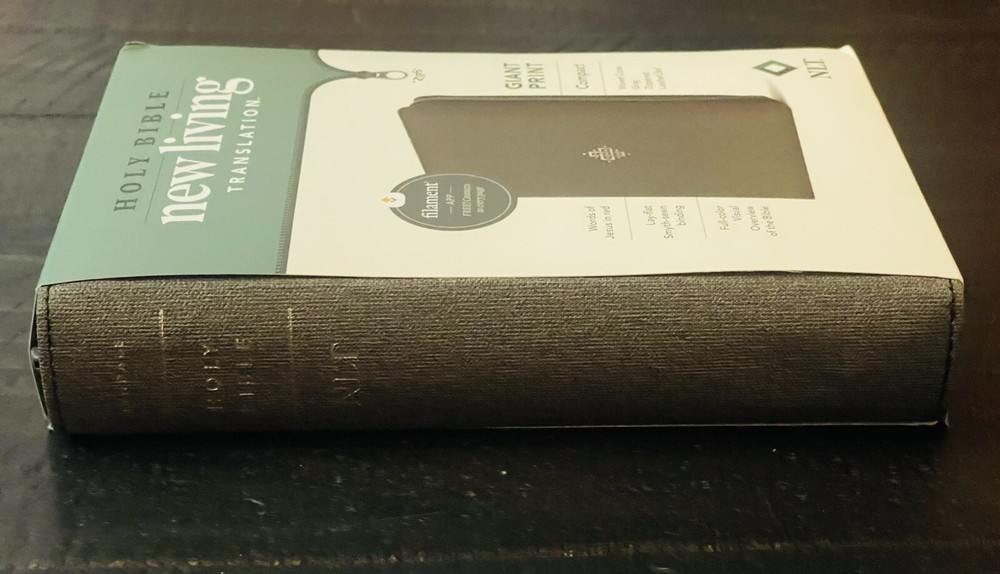 HOLY BIBLE
new living
TRANSLATION
GIANT
PRINT
Compact
NLT
filament
APP
Words of
Jesus in red
Lay-flat
Smyth-sewn
binding
Full-color
Visual
Overview
of the Bible
HOLY
BIBLE
NLT